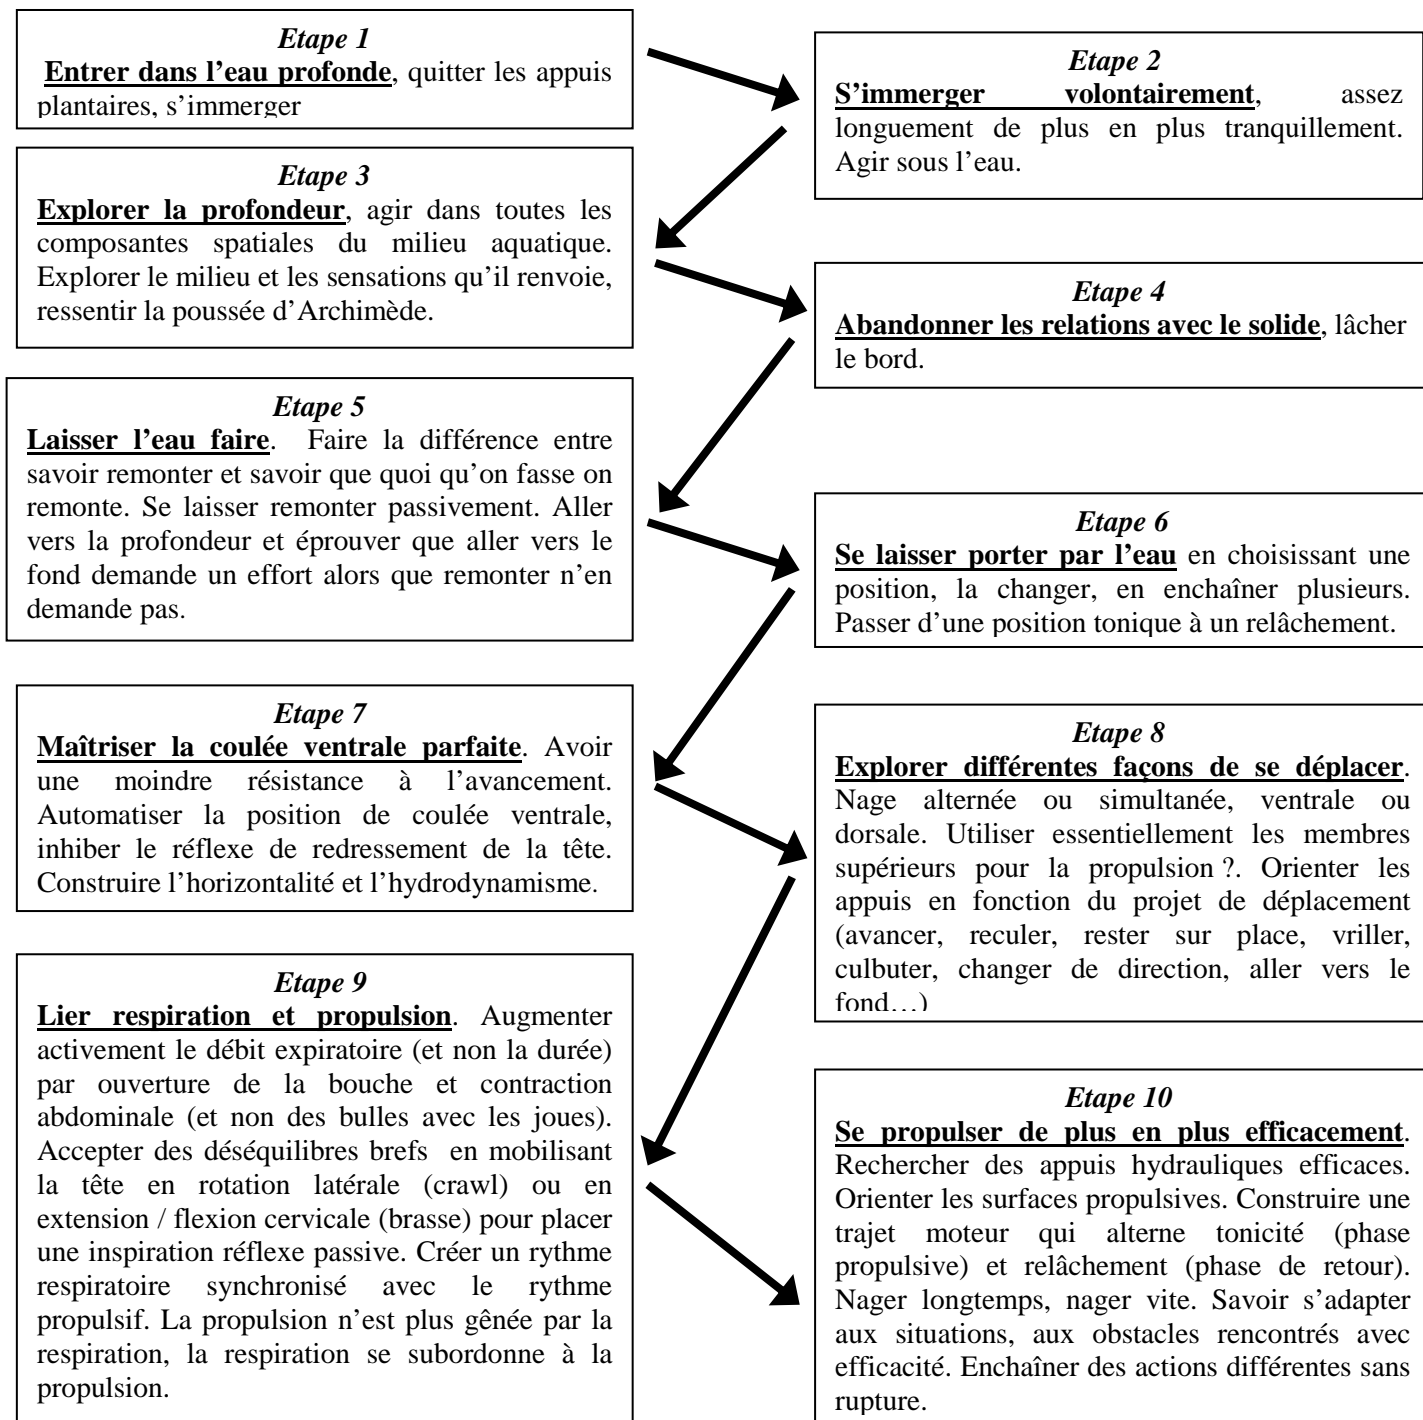 Etape 1
Entrer dans l'eau profonde, quitter les appuis
plantaires, s'immerger
Etape 2
S'immerger volontairement, assez
longuement de plus en plus tranquillement.
Agir sous l'eau.
Etape 3
Explorer la profondeur, agir dans toutes les
composantes spatiales du milieu aquatique.
Explorer le milieu et les sensations qu'il renvoie,
ressentir la poussée d'Archimède.
Etape 4
Abandonner les relations avec le solide, lâcher
le bord.
Etape 5
Laisser l'eau faire. Faire la différence entre
savoir remonter et savoir que quoi qu'on fasse on
remonte. Se laisser remonter passivement. Aller
vers la profondeur et éprouver que aller vers le
fond demande un effort alors que remonter n'en
demande pas.
Etape 6
Se laisser porter par l'eau en choisissant une
position, la changer, en enchaîner plusieurs.
Passer d'une position tonique à un relâchement.
Etape 7
Maîtriser la coulée ventrale parfaite. Avoir
une moindre résistance à l'avancement.
Automatiser la position de coulée ventrale,
inhiber le réflexe de redressement de la tête.
Construire l'horizontalité et l'hydrodynamisme.
Etape 8
Explorer différentes façons de se déplacer.
Nage alternée ou simultanée, ventrale ou
dorsale. Utiliser essentiellement les membres
supérieurs pour la propulsion ?. Orienter les
appuis en fonction du projet de déplacement
(avancer, reculer, rester sur place, vriller,
culbuter, changer de direction, aller vers le
fond…)
Etape 9
Lier respiration et propulsion. Augmenter
activement le débit expiratoire (et non la durée)
par ouverture de la bouche et contraction
abdominale (et non des bulles avec les joues).
Accepter des déséquilibres brefs en mobilisant
la tête en rotation latérale (crawl) ou en
extension / flexion cervicale (brasse) pour placer
une inspiration réflexe passive. Créer un rythme
respiratoire synchronisé avec le rythme
propulsif. La propulsion n'est plus gênée par la
respiration, la respiration se subordonne à la
propulsion.
Etape 10
Se propulser de plus en plus efficacement.
Rechercher des appuis hydrauliques efficaces.
Orienter les surfaces propulsives. Construire une
trajet moteur qui alterne tonicité (phase
propulsive) et relâchement (phase de retour).
Nager longtemps, nager vite. Savoir s'adapter
aux situations, aux obstacles rencontrés avec
efficacité. Enchaîner des actions différentes sans
rupture.